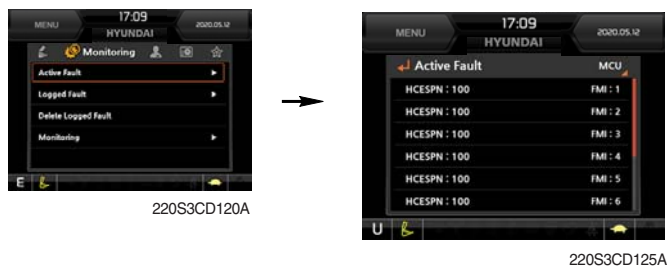 MENU
17:09
2020.05.12
HYUNDAI
Monitoring
Active Fault
Logged Fault
Delete Logged Fault
Monitoring
E
220S3CD120A
MENU
17:09
2020.05.12
HYUNDAI
Active Fault MCU
HCESPN : 100 FMI : 1
HCESPN : 100 FMI : 2
HCESPN : 100 FMI : 3
HCESPN : 100 FMI : 4
HCESPN : 100 FMI : 5
HCESPN : 100 FMI : 6
U
220S3CD125A